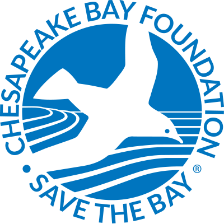 CHESAPEAKE BAY FOUNDATION
• SAVE THE BAY® •